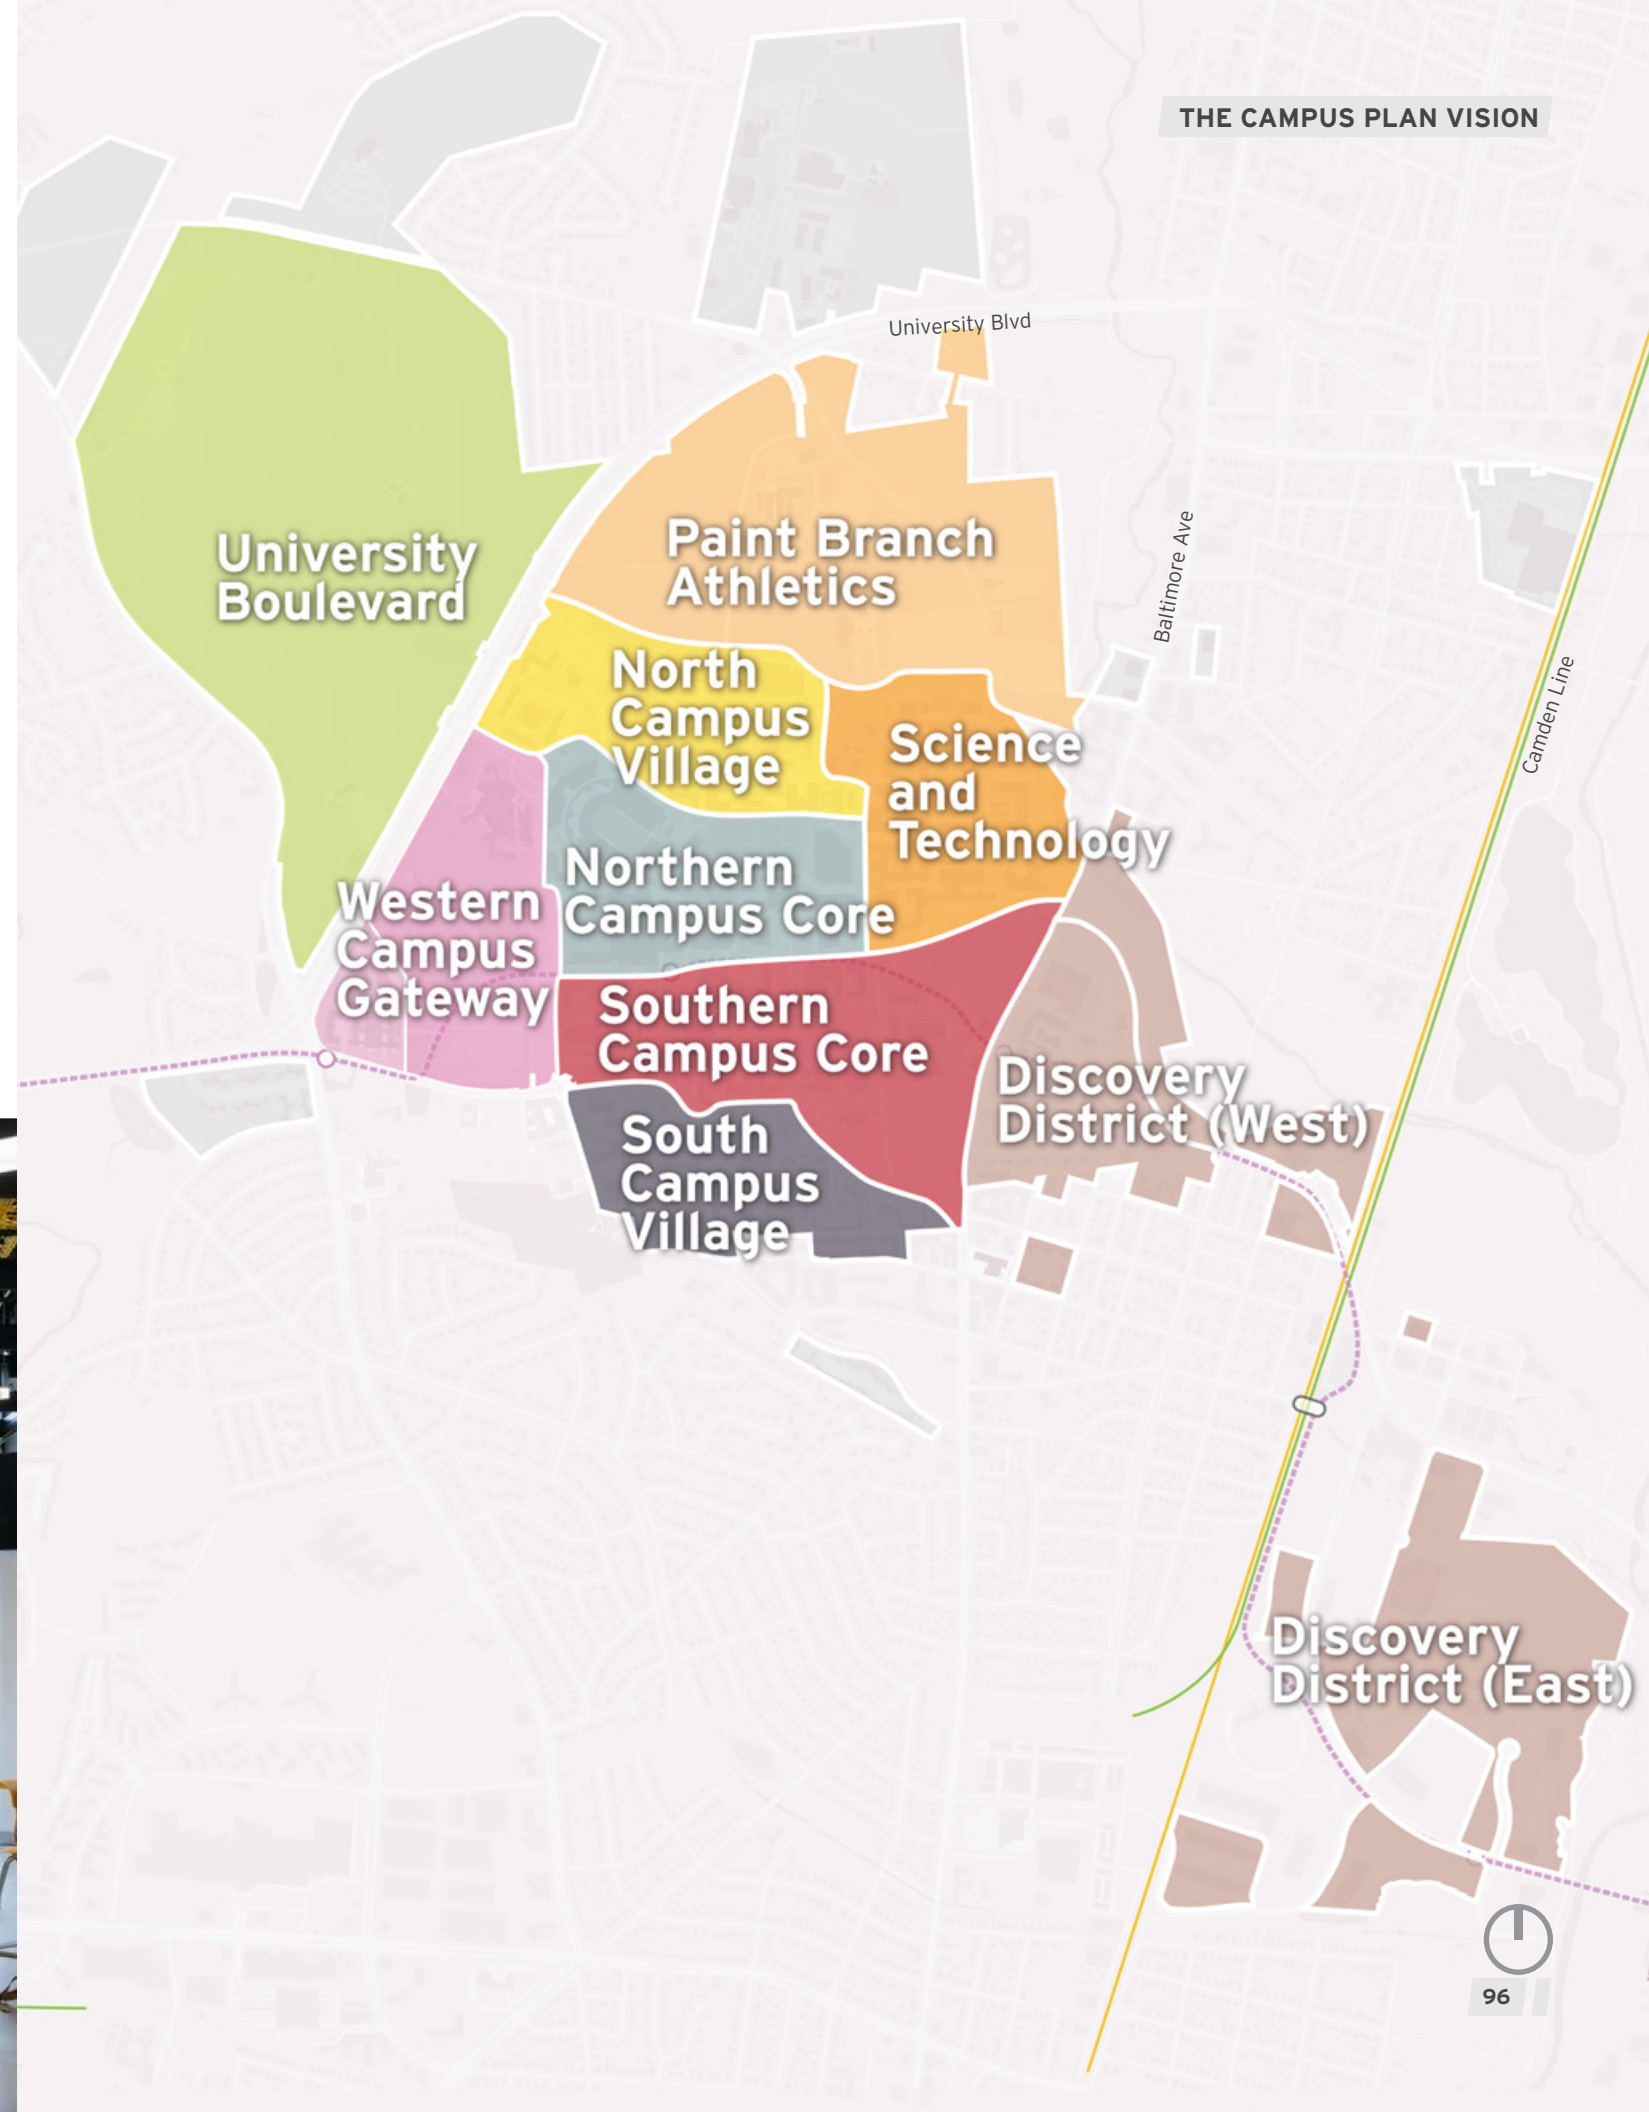 THE CAMPUS PLAN VISION
University Blvd
University
Boulevard
Paint Branch
Athletics
Baltimore Ave
North
Campus
Village
Camden Line
Science
and
Technology
Northern
Campus Core
Western
Campus
Gateway
Southern
Campus Core
Discovery
District (West)
South
Campus
Village
Discovery
District (East)
96